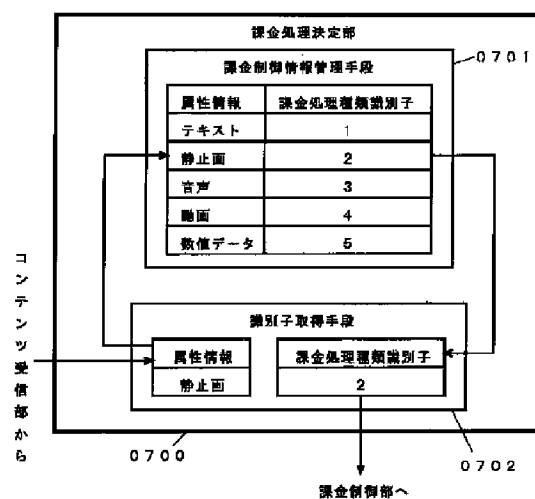 課金処理決定部
課金制御情報管理手段
0701
属性情報 課金処理種類識別子
テキスト 1
静止画 2
音声 3
動画 4
数値データ 5
コンテンツ受信部から
識別子取得手段
属性情報
静止画
課金処理種類識別子
2
0700
0702
課金制御部へ